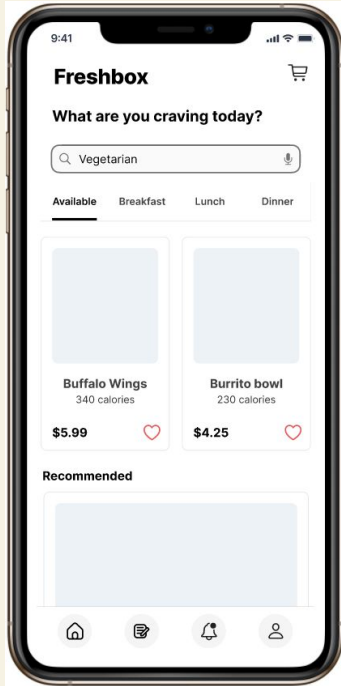 9:41
Freshbox
What are you craving today?
Vegetarian
Available Breakfast Lunch Dinner
Buffalo Wings Burrito bowl
340 calories 230 calories
$5.99 $4.25
Recommended